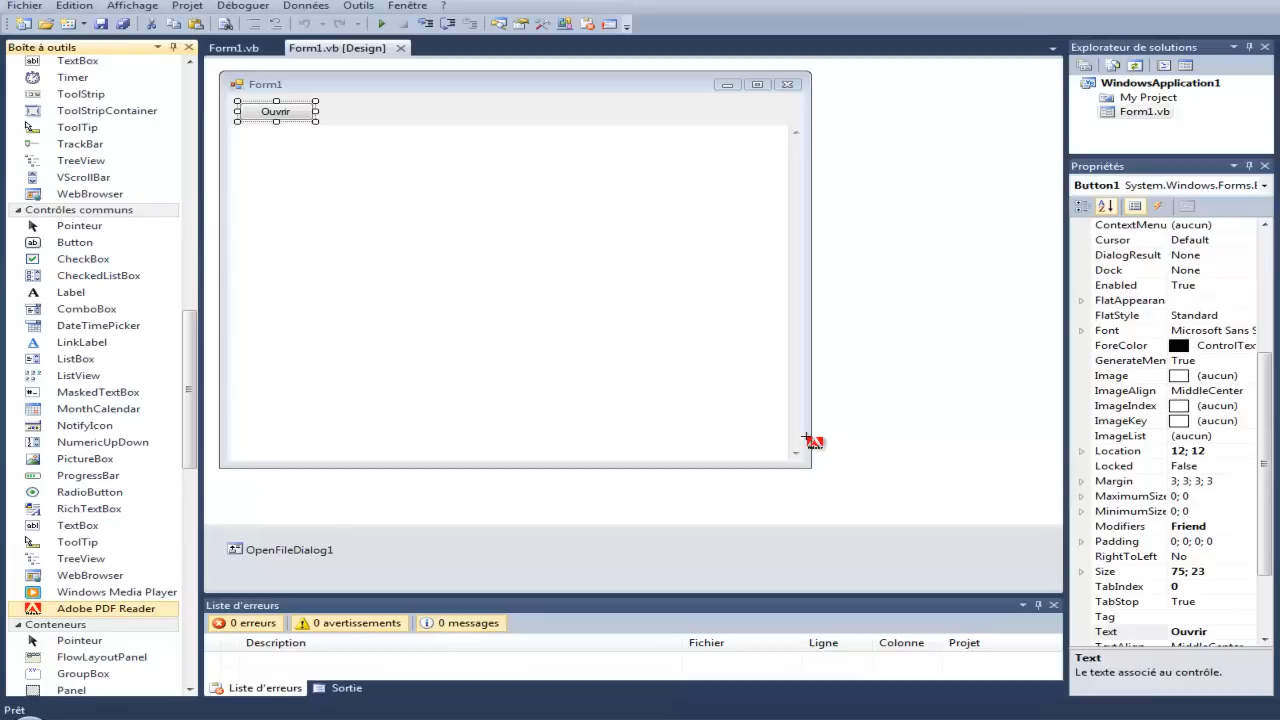 Fichier Edition Affichage Projet Déboguer Données Outils Fenêtre ?
Boîte à outils
TextBox
Timer
ToolStrip
ToolStripContainer
ToolTip
TrackBar
TreeView
VScrollBar
WebBrowser
Contrôles communs
Pointeur
Button
CheckBox
CheckedListBox
Label
ComboBox
DateTimePicker
LinkLabel
ListBox
ListView
MaskedTextBox
MonthCalendar
NotifyIcon
NumericUpDown
PictureBox
ProgressBar
RadioButton
RichTextBox
TextBox
ToolTip
TreeView
WebBrowser
Windows Media Player
Adobe PDF Reader
Conteneurs
Pointeur
FlowLayoutPanel
GroupBox
Panel
Form1.vb Form1.vb [Design]
Form1
Ouvrir
OpenFileDialog1
Liste d'erreurs
0 erreurs 0 avertissements 0 messages
Description Fichier Ligne Colonne Projet
Liste d'erreurs Sortie
Explorateur de solutions
WindowsApplication1
My Project
Form1.vb
Propriétés
Button1 System.Windows.Forms.
ContextMenu (aucun)
Cursor Default
DialogResult None
Dock None
Enabled True
FlatAppearan
FlatStyle Standard
Font Microsoft Sans S
ForeColor ControlTex
GenerateMen True
Image (aucun)
ImageAlign MiddleCenter
ImageIndex (aucun)
ImageKey (aucun)
ImageList (aucun)
Location 12; 12
Locked False
Margin 3; 3; 3; 3
MaximumSize 0; 0
MinimumSize 0; 0
Modifiers Friend
Padding 0; 0; 0; 0
RightToLeft No
Size 75; 23
TabIndex 0
TabStop True
Tag
Text Ouvrir
TextAlign MiddleCenter
Text
Le texte associé au contrôle.
Prêt